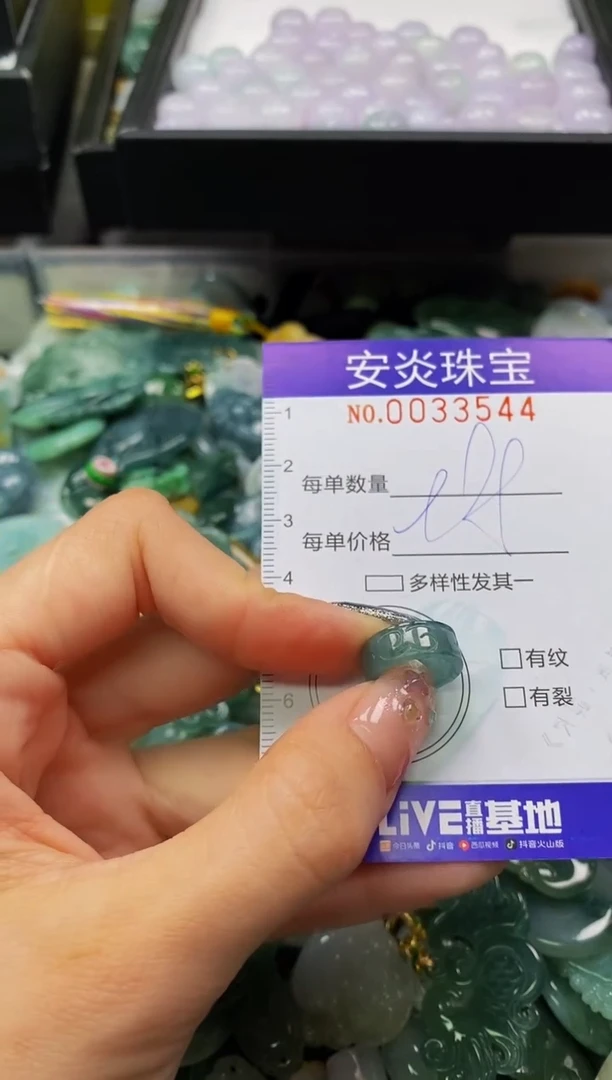 安炎珠宝
NO.0033544
1
2
每单数量
3
每单价格
4
多样性发其一
有纹
6
有裂
LiVE直播基地
今日头条 抖音 西瓜视频 抖音火山版